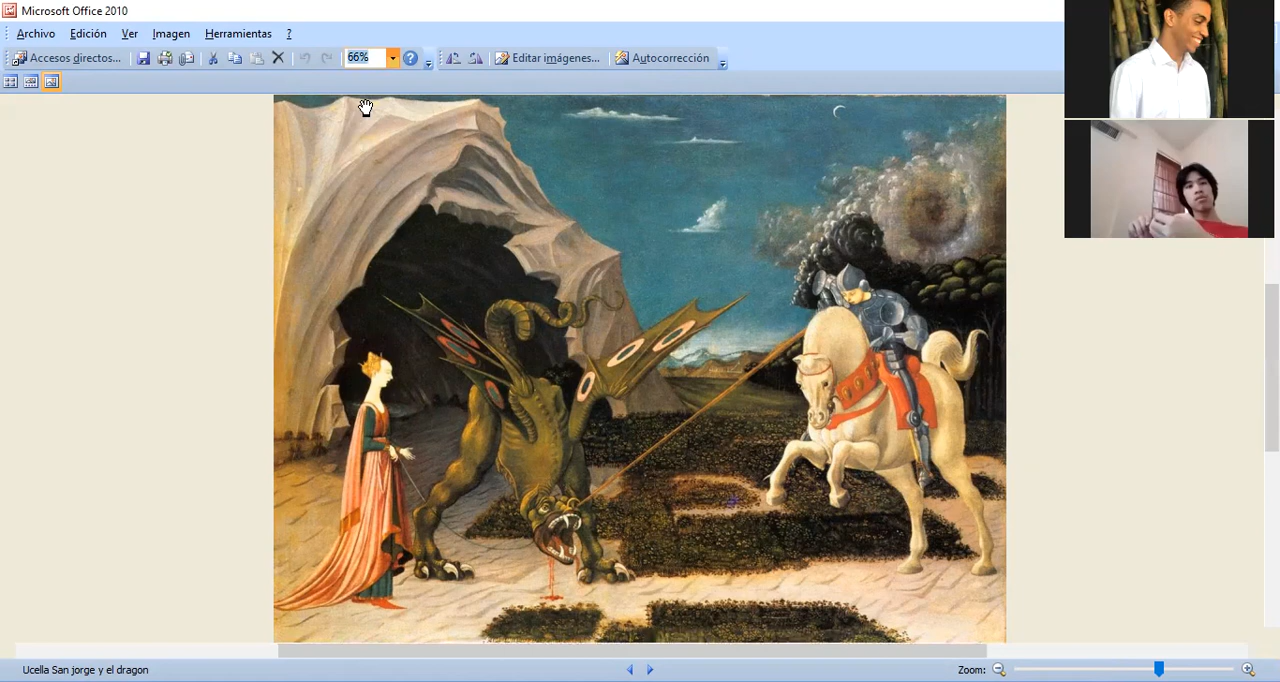 Microsoft Office 2010
Archivo Edición Ver Imagen Herramientas ?
Accesos directos... 66% Editar imágenes... Autocorrección
Ucella San jorge y el dragon
Zoom: